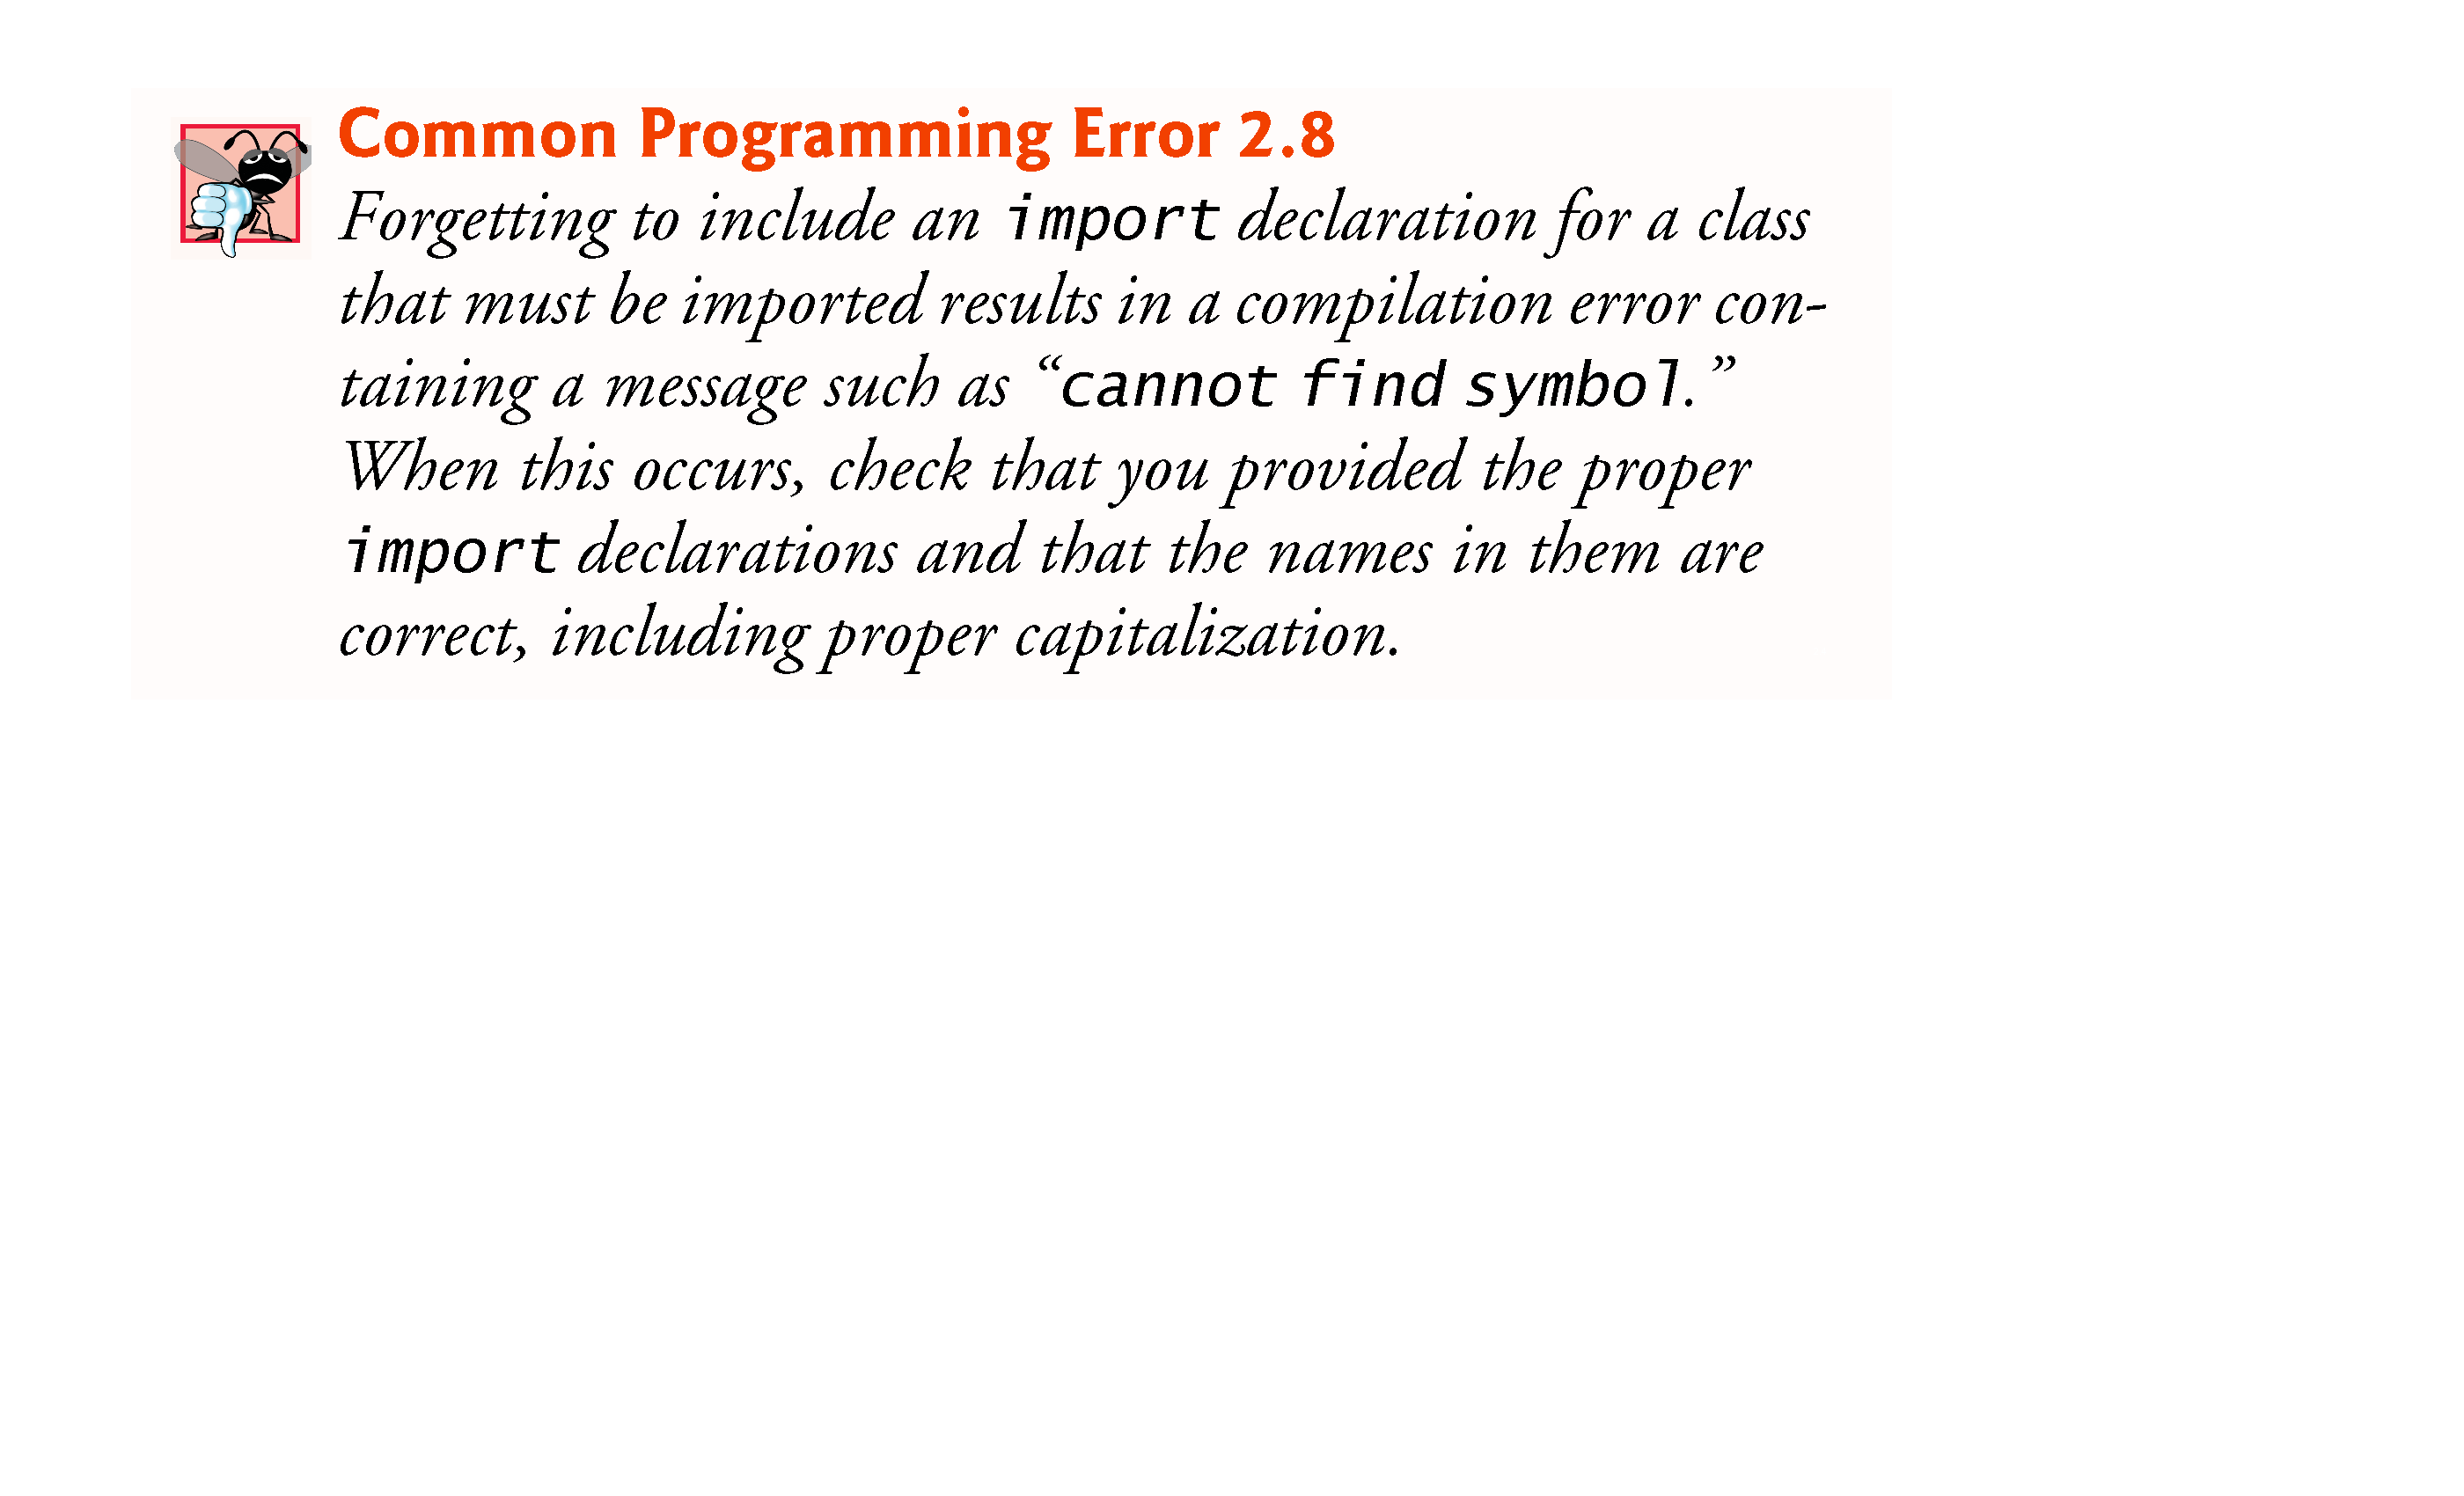 Common Programming Error 2.8
Forgetting to include an import declaration for a class
that must be imported results in a compilation error con-
taining a message such as “cannot find symbol.”
When this occurs, check that you provided the proper
import declarations and that the names in them are
correct, including proper capitalization.